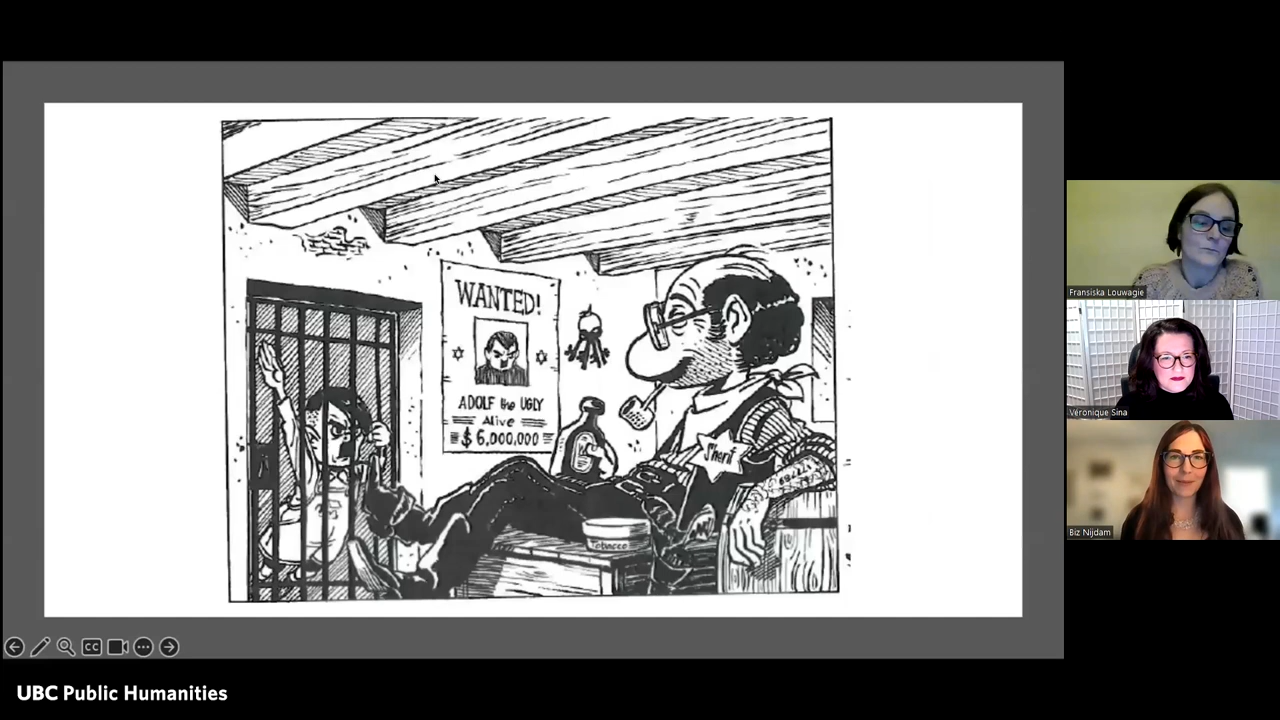 WANTED!
ADOLF the UGLY
Alive
$ 6,000,000
Sherif
Tobacco
Fransiska Louwagie
Véronique Sina
Biz Nijdam
CC
UBC Public Humanities